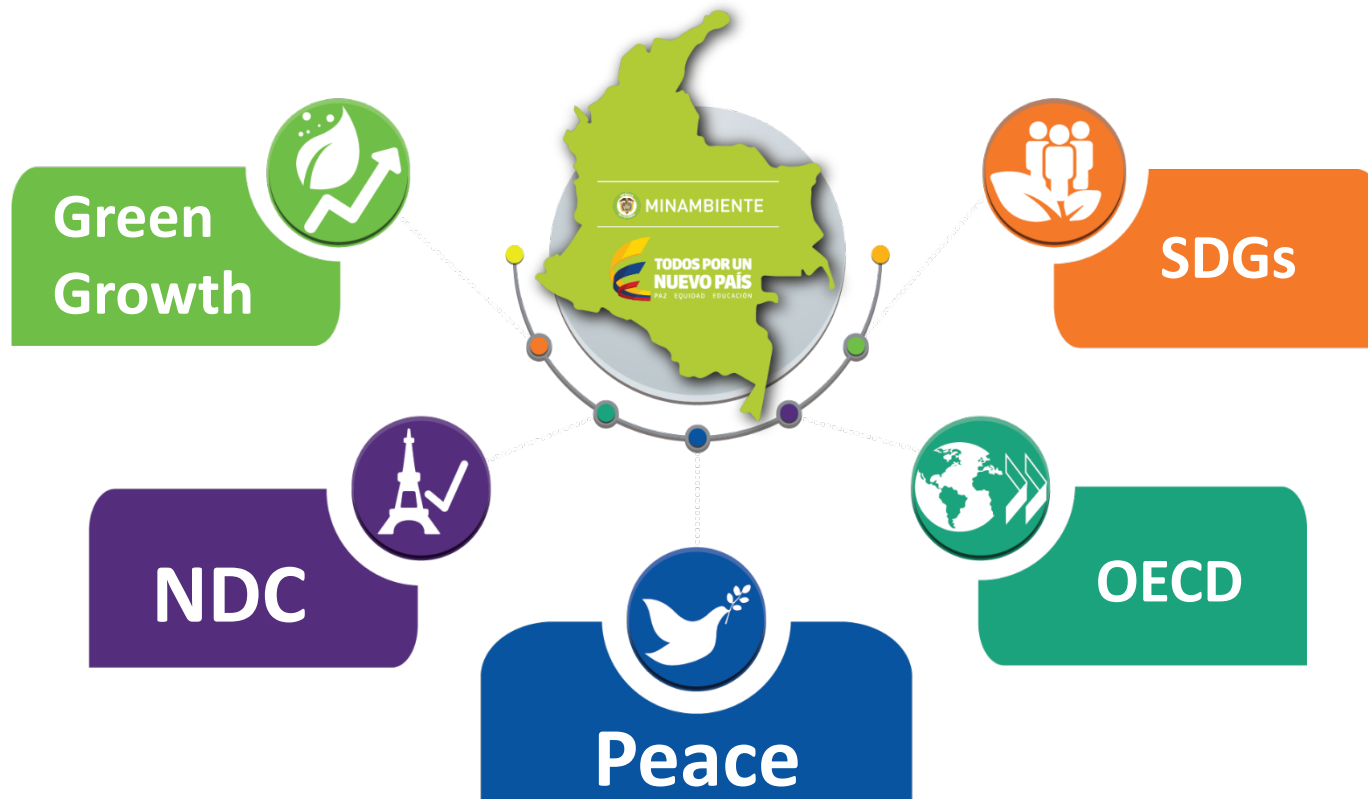 MINAMBIENTE
TODOS POR UN
NUEVO PAÍS
PAZ EQUIDAD EDUCACIÓN
Green
Growth
SDGs
NDC
OECD
Peace